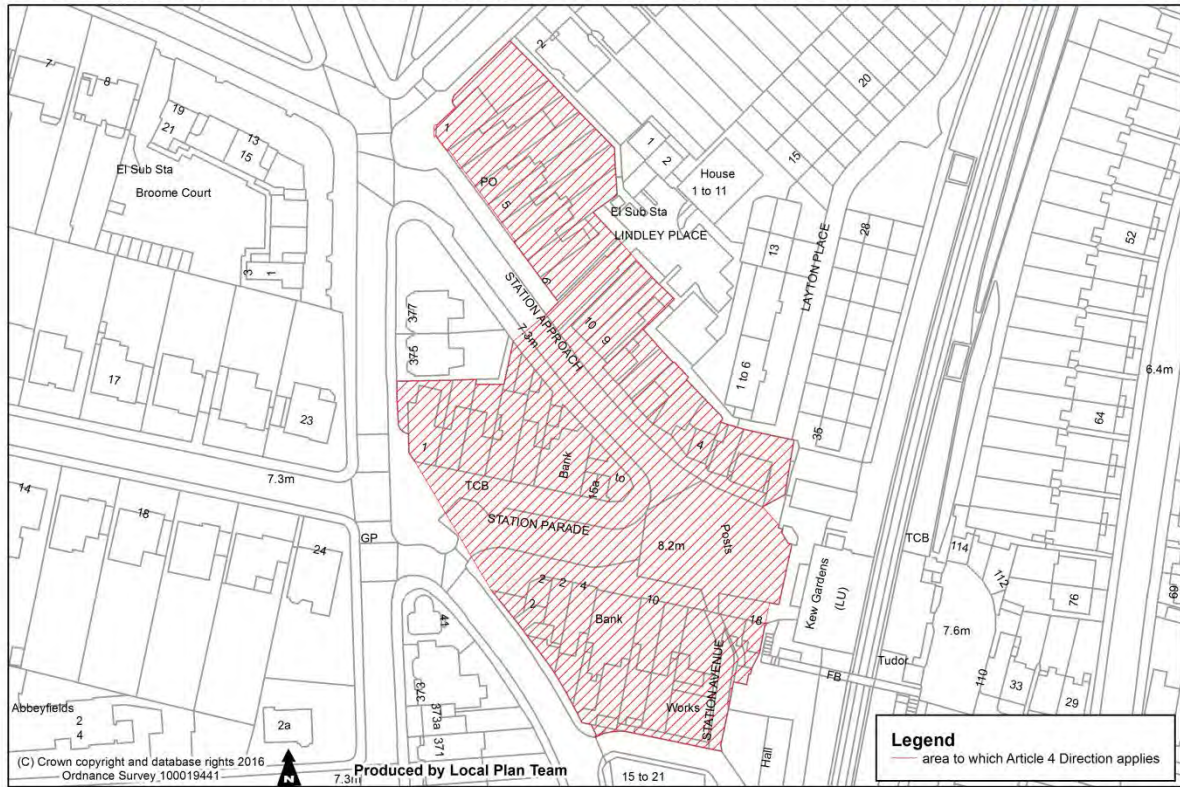 7
8
19
21
13
15
El Sub Sta
Broome Court
3
1
17
23
7.3m
14
18
24
GP
Abbeyfields
2
4
2a
(C) Crown copyright and database rights 2016
Ordnance Survey 100019441
N
7.3m
Produced by Local Plan Team
377
375
1
PO
5
6
STATION APPROACH
7.3m
10
9
4
2
1
2
House
1 to 11
El Sub Sta
LINDLEY PLACE
13
15
20
28
LAYTON PLACE
1 to 6
35
1
TCB
Bank
15a
to
STATION PARADE
8.2m
Posts
2
2
4
2
10
Bank
18
Works
STATION AVENUE
41
373
373a
371
15 to 21
Hall
Kew Gardens
(LU)
FB
TCB
114
112
7.6m
Tudor
110
33
29
76
69
52
64
6.4m
Legend
area to which Article 4 Direction applies